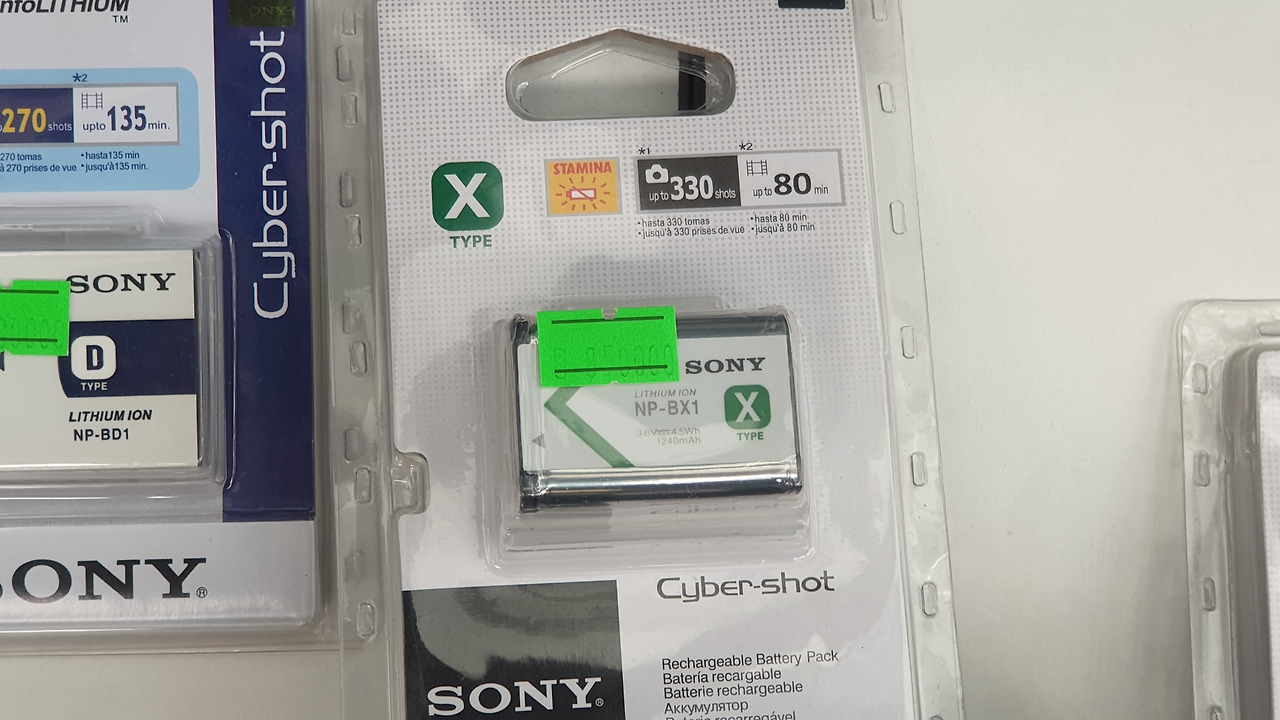 InfoLITHIUM
TM
*2
270 shots
upto 135 min.
270 tomas
à 270 prises de vue
•hasta 135 min
•jusqu'à 135 min.
Cyber-shot
SONY
D
TYPE
LITHIUM ION
NP-BD1
SONY®
X
TYPE
STAMINA
*1
up to 330 shots
*2
up to 80 min
•hasta 330 tomas
•jusqu'à 330 prises de vue
•hasta 80 min
•jusqu'à 80 min
SONY
LITHIUM ION
NP-BX1
3.6V 4.5Wh
1240mAh
X
TYPE
Cyber-shot
SONY®
Rechargeable Battery Pack
Batería recargable
Batterie rechargeable
Аккумулятор
Bateria recarregável